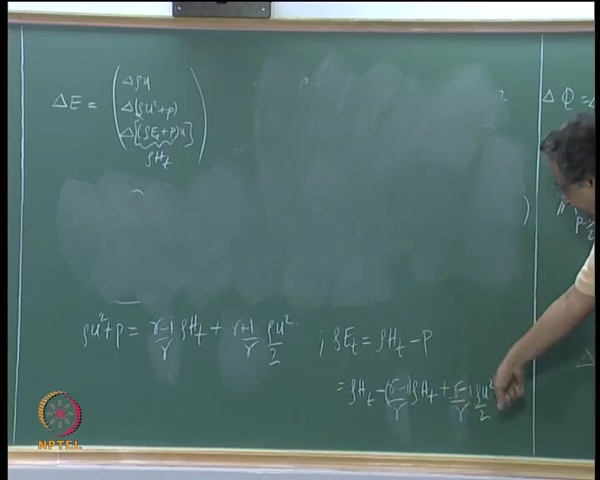 ΔE = ( Δρu
Δ(ρu²+p)
Δ[(ρE_t+p)u]
ρH_t )
ρu²+p = (γ-1)/γ ρH_t + (γ+1)/γ ρu²/2 ; ρE_t = ρH_t - p
= ρH_t - (γ-1)/γ ρH_t + (γ-1)/γ ρu²/2
ΔQ =
NPTEL